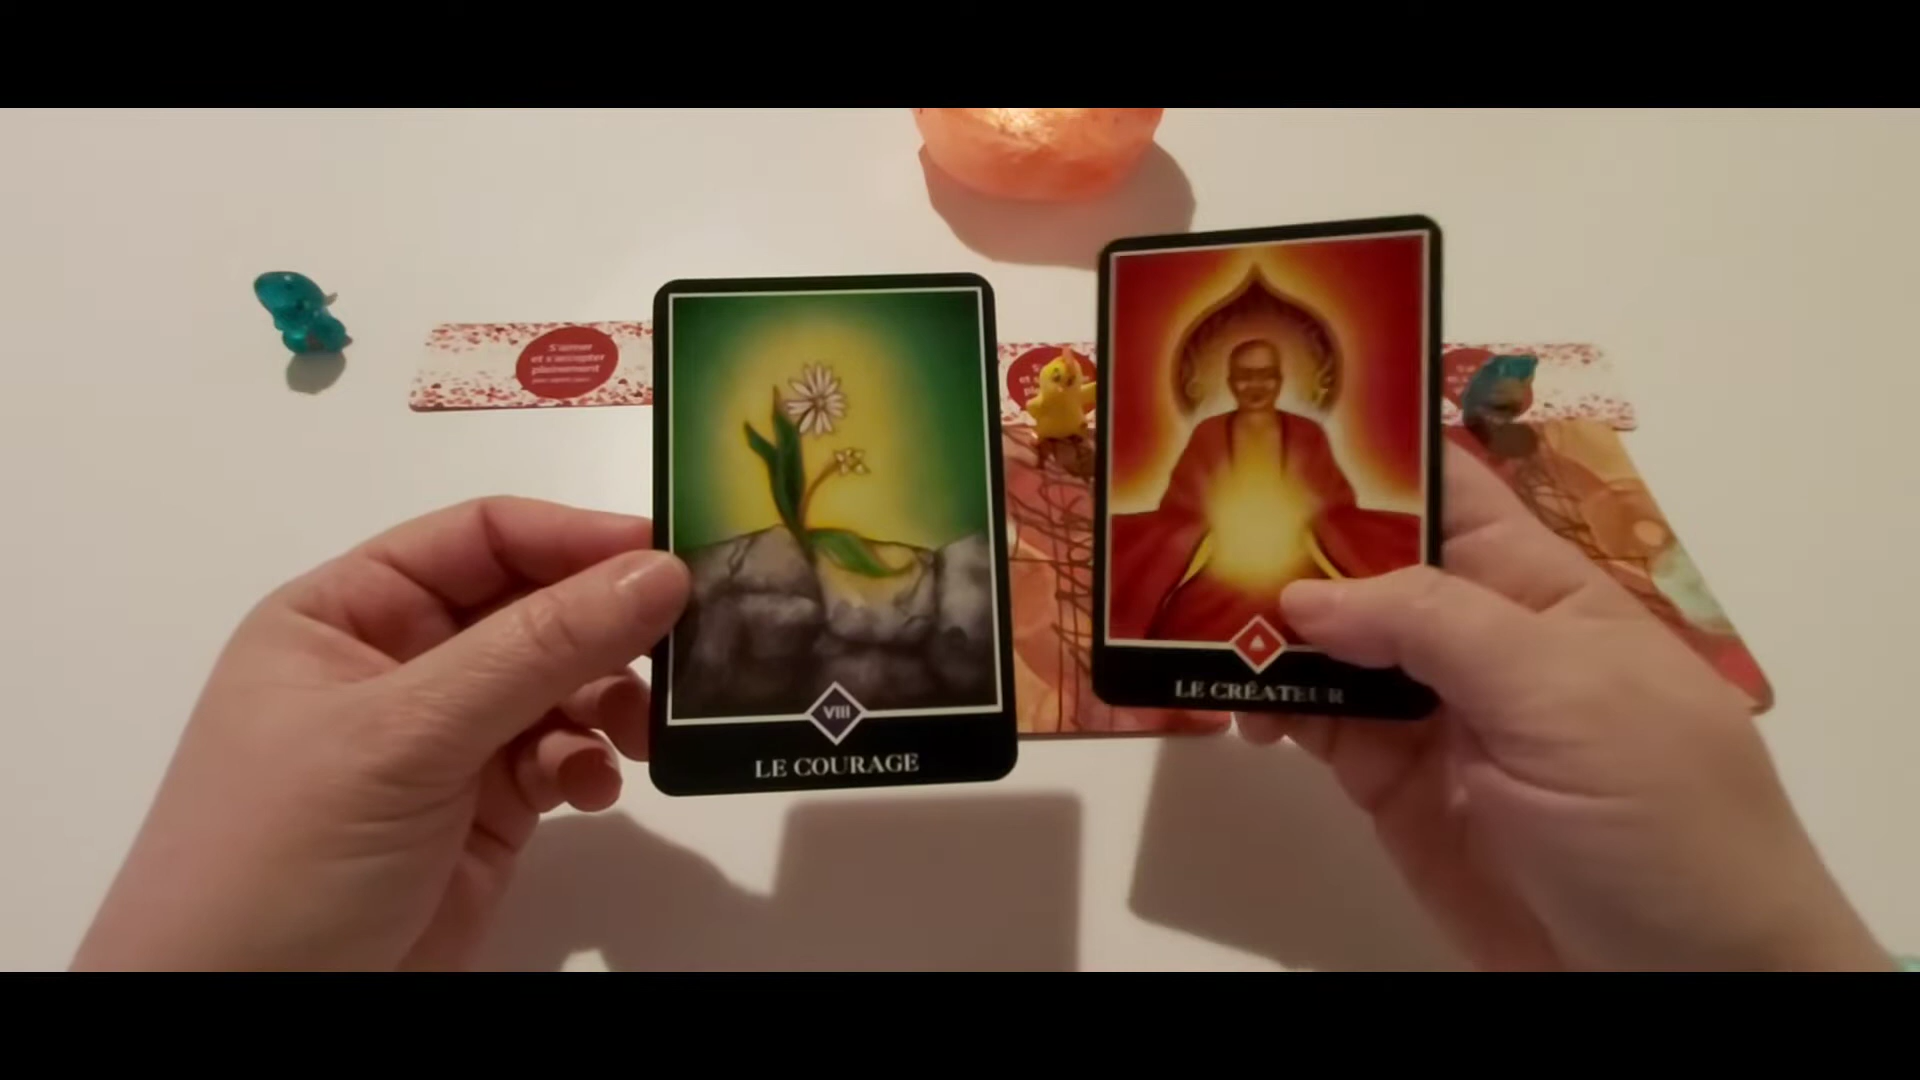 S'aimer
et s'accepter
pleinement
VIII
LE COURAGE
LE CRÉATEUR